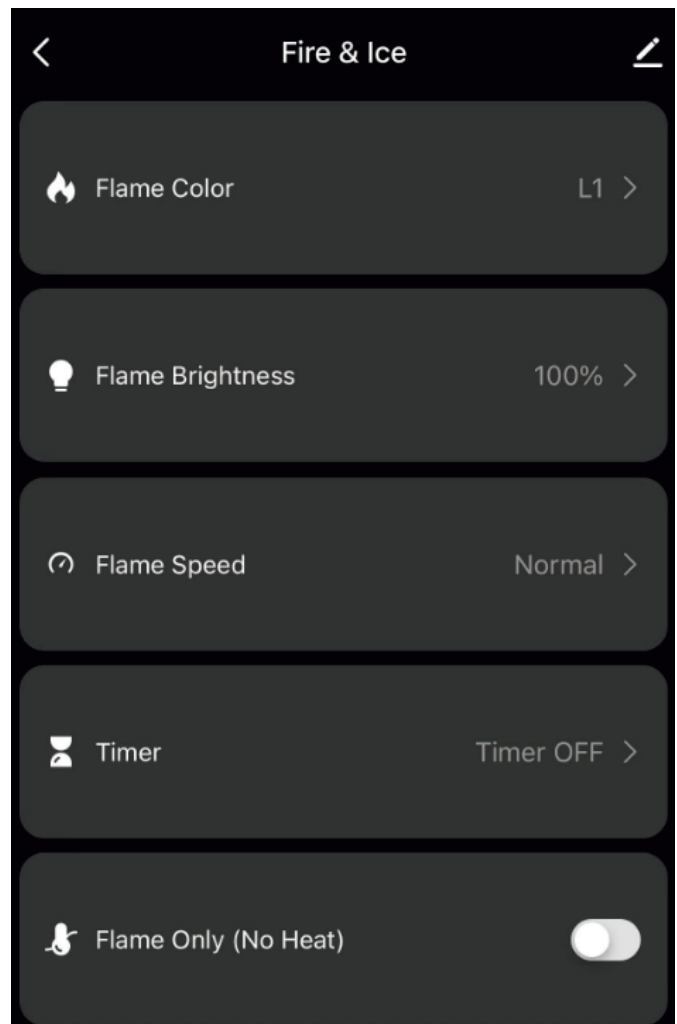 Fire & Ice
Flame Color L1
Flame Brightness 100%
Flame Speed Normal
Timer Timer OFF
Flame Only (No Heat)